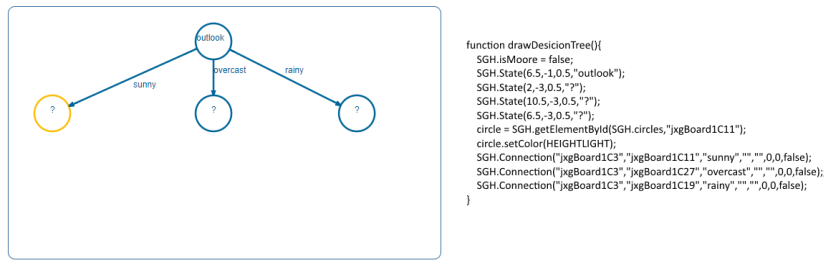 outlook
sunny
overcast
rainy
?
?
?
function drawDesicionTree(){
SGH.isMoore = false;
SGH.State(6.5,-1,0.5,"outlook");
SGH.State(2,-3,0.5,"?");
SGH.State(10.5,-3,0.5,"?");
SGH.State(6.5,-3,0.5,"?");
circle = SGH.getElementById(SGH.circles,"jxgBoard1C11");
circle.setColor(HEIGHTLIGHT);
SGH.Connection("jxgBoard1C3","jxgBoard1C11","sunny","","",0,0,false);
SGH.Connection("jxgBoard1C3","jxgBoard1C27","overcast","","",0,0,false);
SGH.Connection("jxgBoard1C3","jxgBoard1C19","rainy","","",0,0,false);
}